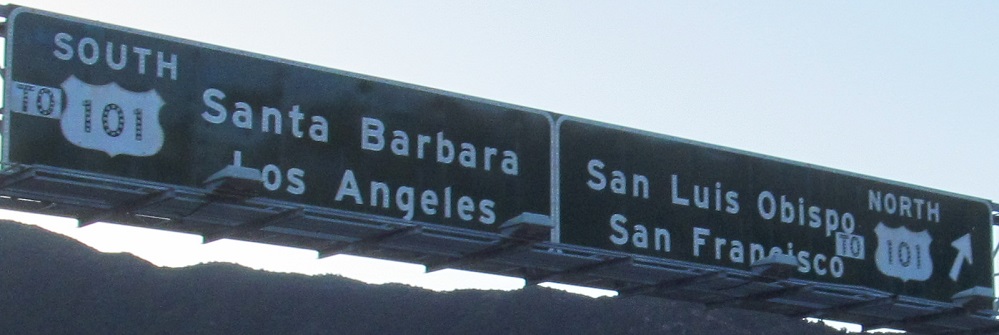 SOUTH
TO 101
Santa Barbara
Los Angeles
San Luis Obispo
San Francisco
NORTH
TO 101